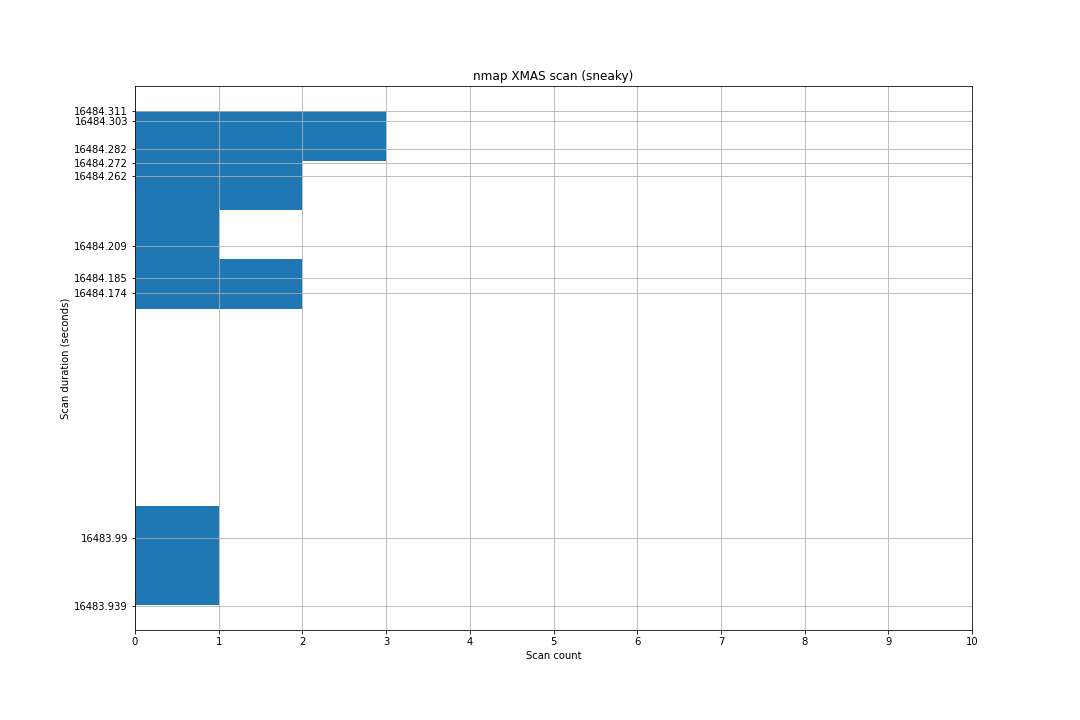 nmap XMAS scan (sneaky)
16484.311
16484.303
16484.282
16484.272
16484.262
16484.209
16484.185
16484.174
16483.99
16483.939
Scan duration (seconds)
0 1 2 3 4 5 6 7 8 9 10
Scan count